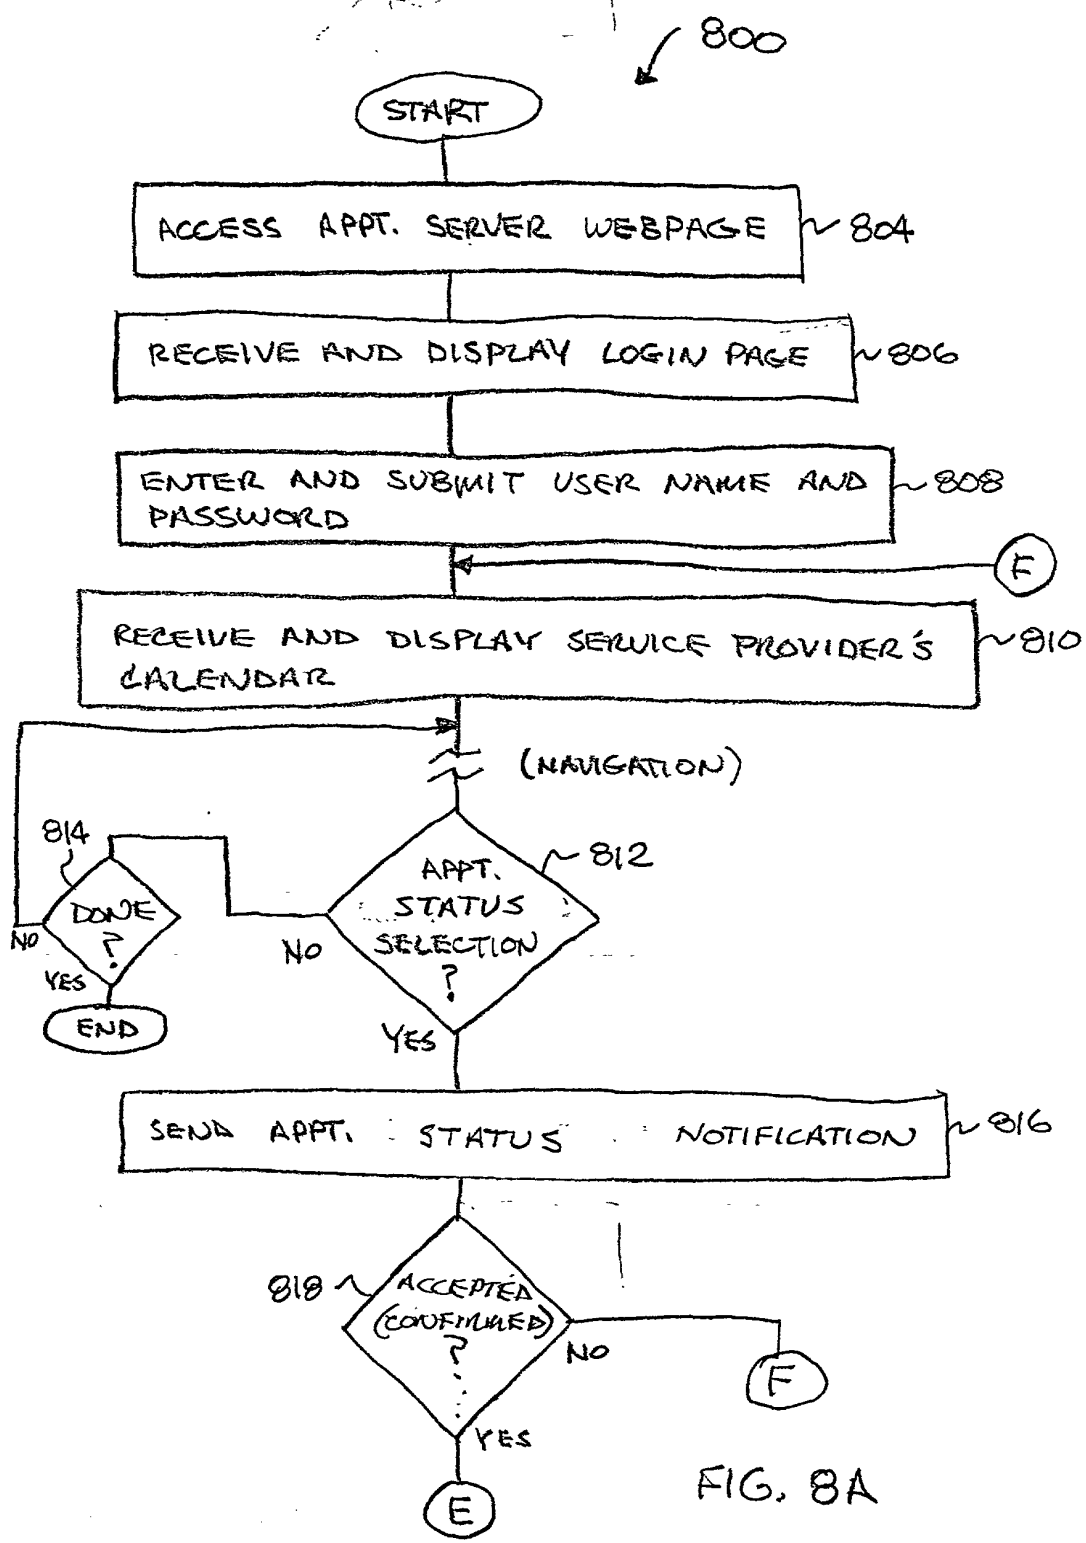 800
START
ACCESS APPT. SERVER WEBPAGE
804
RECEIVE AND DISPLAY LOGIN PAGE
806
ENTER AND SUBMIT USER NAME AND
PASSWORD
808
F
RECEIVE AND DISPLAY SERVICE PROVIDER'S
CALENDAR
810
(NAVIGATION)
814
DONE
?
NO
YES
END
812
APPT.
STATUS
SELECTION
?
NO
YES
SEND APPT. STATUS NOTIFICATION
816
818
ACCEPTED
(CONFIRMED)
?
NO
F
YES
E
FIG. 8A